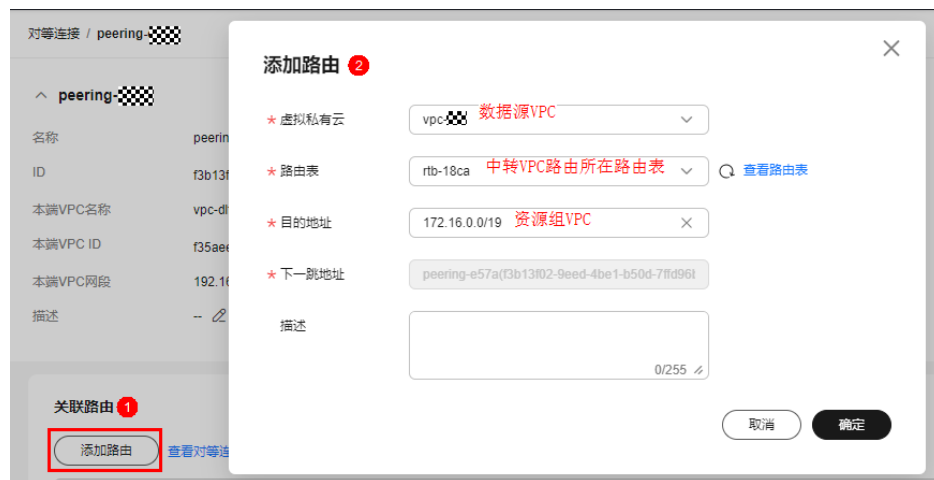 对等连接 / peering-
peering-
名称 peerin
ID f3b13f
本端VPC名称 vpc-d
本端VPC ID f35aee
本端VPC网段 192.16
描述 --
关联路由 1
添加路由 查看对等连
添加路由 2
* 虚拟私有云 vpc- 数据源VPC
* 路由表 rtb-18ca 中转VPC路由所在路由表 查看路由表
* 目的地址 172.16.0.0/19 资源组VPC
* 下一跳地址 peering-e57a(f3b13f02-9eed-4be1-b50d-7ffd96b
描述
0/255
取消 确定